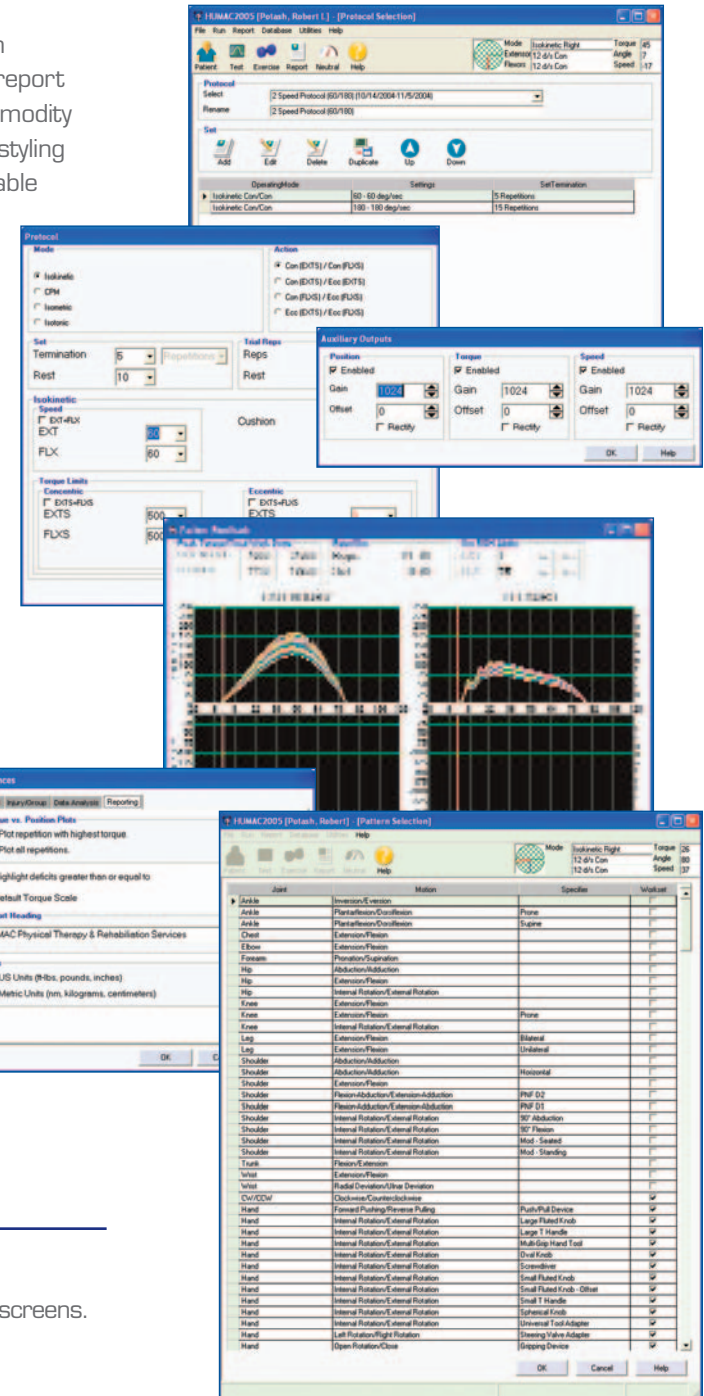 report
modity
styling
able
HUMAC2005 [Potash, Robert I.] - [Protocol Selection]
File Run Report Database Utilities Help
Patient Test Exercise Report Neutral Help
Mode Isokinetic Right Torque 45
Extensors 12 d/s Con Angle 7
Flexors 12 d/s Con Speed -17
Protocol
Select 2 Speed Protocol (60/180) (10/14/2004-11/5/2004)
Rename 2 Speed Protocol (60/180)
Set
Add Edit Delete Duplicate Up Down
OperatingMode Settings SetTermination
Isokinetic Con/Con 60 - 60 deg/sec 5 Repetitions
Isokinetic Con/Con 180 - 180 deg/sec 15 Repetitions
Protocol
Mode Action
Isokinetic Con (EXTS) / Con (FLXS)
CPM Con (EXTS) / Ecc (EXTS)
Isometric Con (FLXS) / Ecc (FLXS)
Isotonic Ecc (EXTS) / Ecc (FLXS)
Set Trial Reps
Termination 5 Repetitions Reps
Rest 10 Rest
Isokinetic
Speed
EXT=FLX
EXT 60 Cushion
FLX 60
Torque Limits
Concentric Eccentric
EXTS=FLXS EXTS=FLXS
EXTS 500 EXTS
FLXS 500
Auxiliary Outputs
Position Torque Speed
Enabled Enabled Enabled
Gain 1024 Gain 1024 Gain 1024
Offset 0 Offset 0 Offset 0
Rectify Rectify Rectify
OK Help
Injury/Group Data Analysis Reporting
vs. Position Plots
Plot repetition with highest torque.
Plot all repetitions.
ighlight deficits greater than or equal to
efault Torque Scale
Heading
MAC Physical Therapy & Rehabiliation Services
US Units (ft-lbs, pounds, inches)
Metric Units (nm, kilograms, centimeters)
OK
HUMAC2005 [Potash, Robert] - [Pattern Selection]
File Run Report Database Utilities Help
Patient Test Exercise Report Neutral Help
Mode Isokinetic Right Torque 26
12 d/s Con Angle 80
12 d/s Con Speed 37
Joint Motion Specifier Workset
Ankle Inversion/Eversion
Ankle Plantarflexion/Dorsiflexion Prone
Ankle Plantarflexion/Dorsiflexion Supine
Chest Extension/Flexion
Elbow Extension/Flexion
Forearm Pronation/Supination
Hip Abduction/Adduction
Hip Extension/Flexion
Hip Internal Rotation/External Rotation
Knee Extension/Flexion
Knee Extension/Flexion Prone
Knee Internal Rotation/External Rotation
Leg Extension/Flexion Bilateral
Leg Extension/Flexion Unilateral
Shoulder Abduction/Adduction
Shoulder Abduction/Adduction Horizontal
Shoulder Extension/Flexion
Shoulder Flexion-Abduction/Extension-Adduction PNF D2
Shoulder Flexion-Adduction/Extension-Abduction PNF D1
Shoulder Internal Rotation/External Rotation 90° Abduction
Shoulder Internal Rotation/External Rotation 90° Flexion
Shoulder Internal Rotation/External Rotation Mod - Seated
Shoulder Internal Rotation/External Rotation Mod - Standing
Trunk Flexion/Extension
Wrist Extension/Flexion
Wrist Radial Deviation/Ulnar Deviation
CW/CCW Clockwise/Counterclockwise
Hand Forward Pushing/Reverse Pulling Push/Pull Device
Hand Internal Rotation/External Rotation Large Fluted Knob
Hand Internal Rotation/External Rotation Large T Handle
Hand Internal Rotation/External Rotation Multi-Grip Hand Tool
Hand Internal Rotation/External Rotation Oval Knob
Hand Internal Rotation/External Rotation Screwdriver
Hand Internal Rotation/External Rotation Small Fluted Knob
Hand Internal Rotation/External Rotation Small Fluted Knob - Offset
Hand Internal Rotation/External Rotation Small T Handle
Hand Internal Rotation/External Rotation Spherical Knob
Hand Internal Rotation/External Rotation Universal Tool Adapter
Hand Left Rotation/Right Rotation Steering Valve Adapter
Hand Open Rotation/Close Gripping Device
OK Cancel Help
screens.